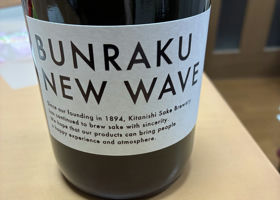 BUNRAKU
NEW WAVE
Since our founding in 1894, Kitanishi Sake Brewery
has continued to brew sake with sincerity
hope that our products can bring people
a happy experience and atmosphere.